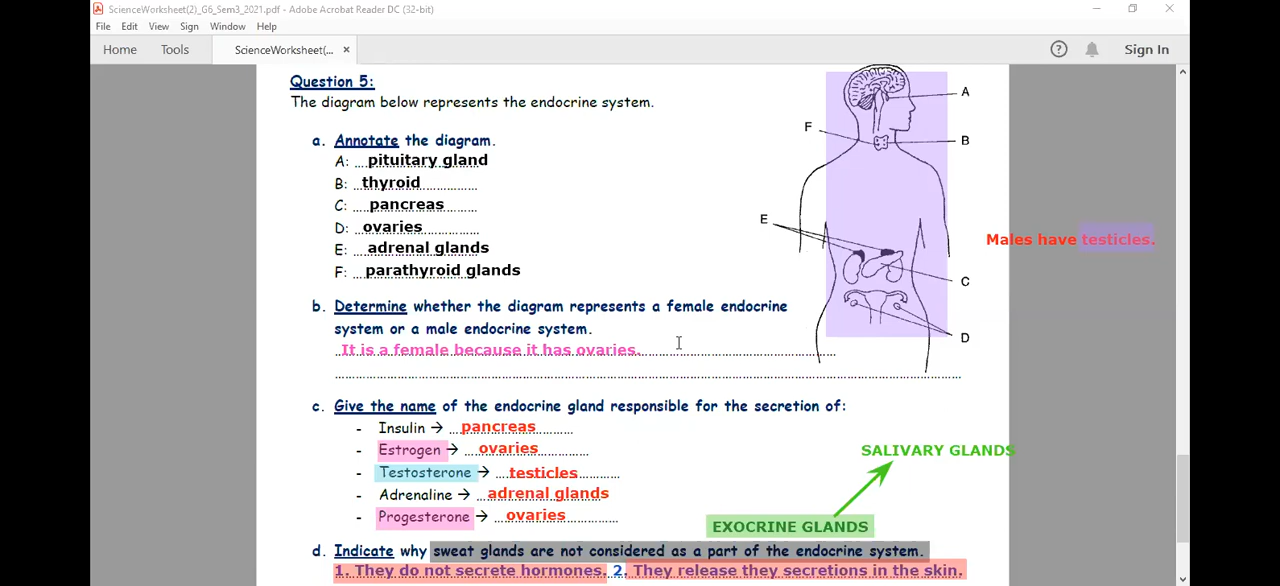 ScienceWorksheet(2)_G6_Sem3_2021.pdf - Adobe Acrobat Reader DC (32-bit)
File Edit View Sign Window Help
Home Tools ScienceWorksheet(... × Sign In
Question 5:
The diagram below represents the endocrine system.
a. Annotate the diagram.
A: pituitary gland
B: thyroid
C: pancreas
D: ovaries
E: adrenal glands
F: parathyroid glands
A
F
B
E
C
D
Males have testicles.
b. Determine whether the diagram represents a female endocrine
system or a male endocrine system.
It is a female because it has ovaries.
c. Give the name of the endocrine gland responsible for the secretion of:
- Insulin → pancreas
- Estrogen → ovaries
- Testosterone → testicles
- Adrenaline → adrenal glands
- Progesterone → ovaries
SALIVARY GLANDS
EXOCRINE GLANDS
d. Indicate why sweat glands are not considered as a part of the endocrine system.
1. They do not secrete hormones. 2. They release they secretions in the skin.